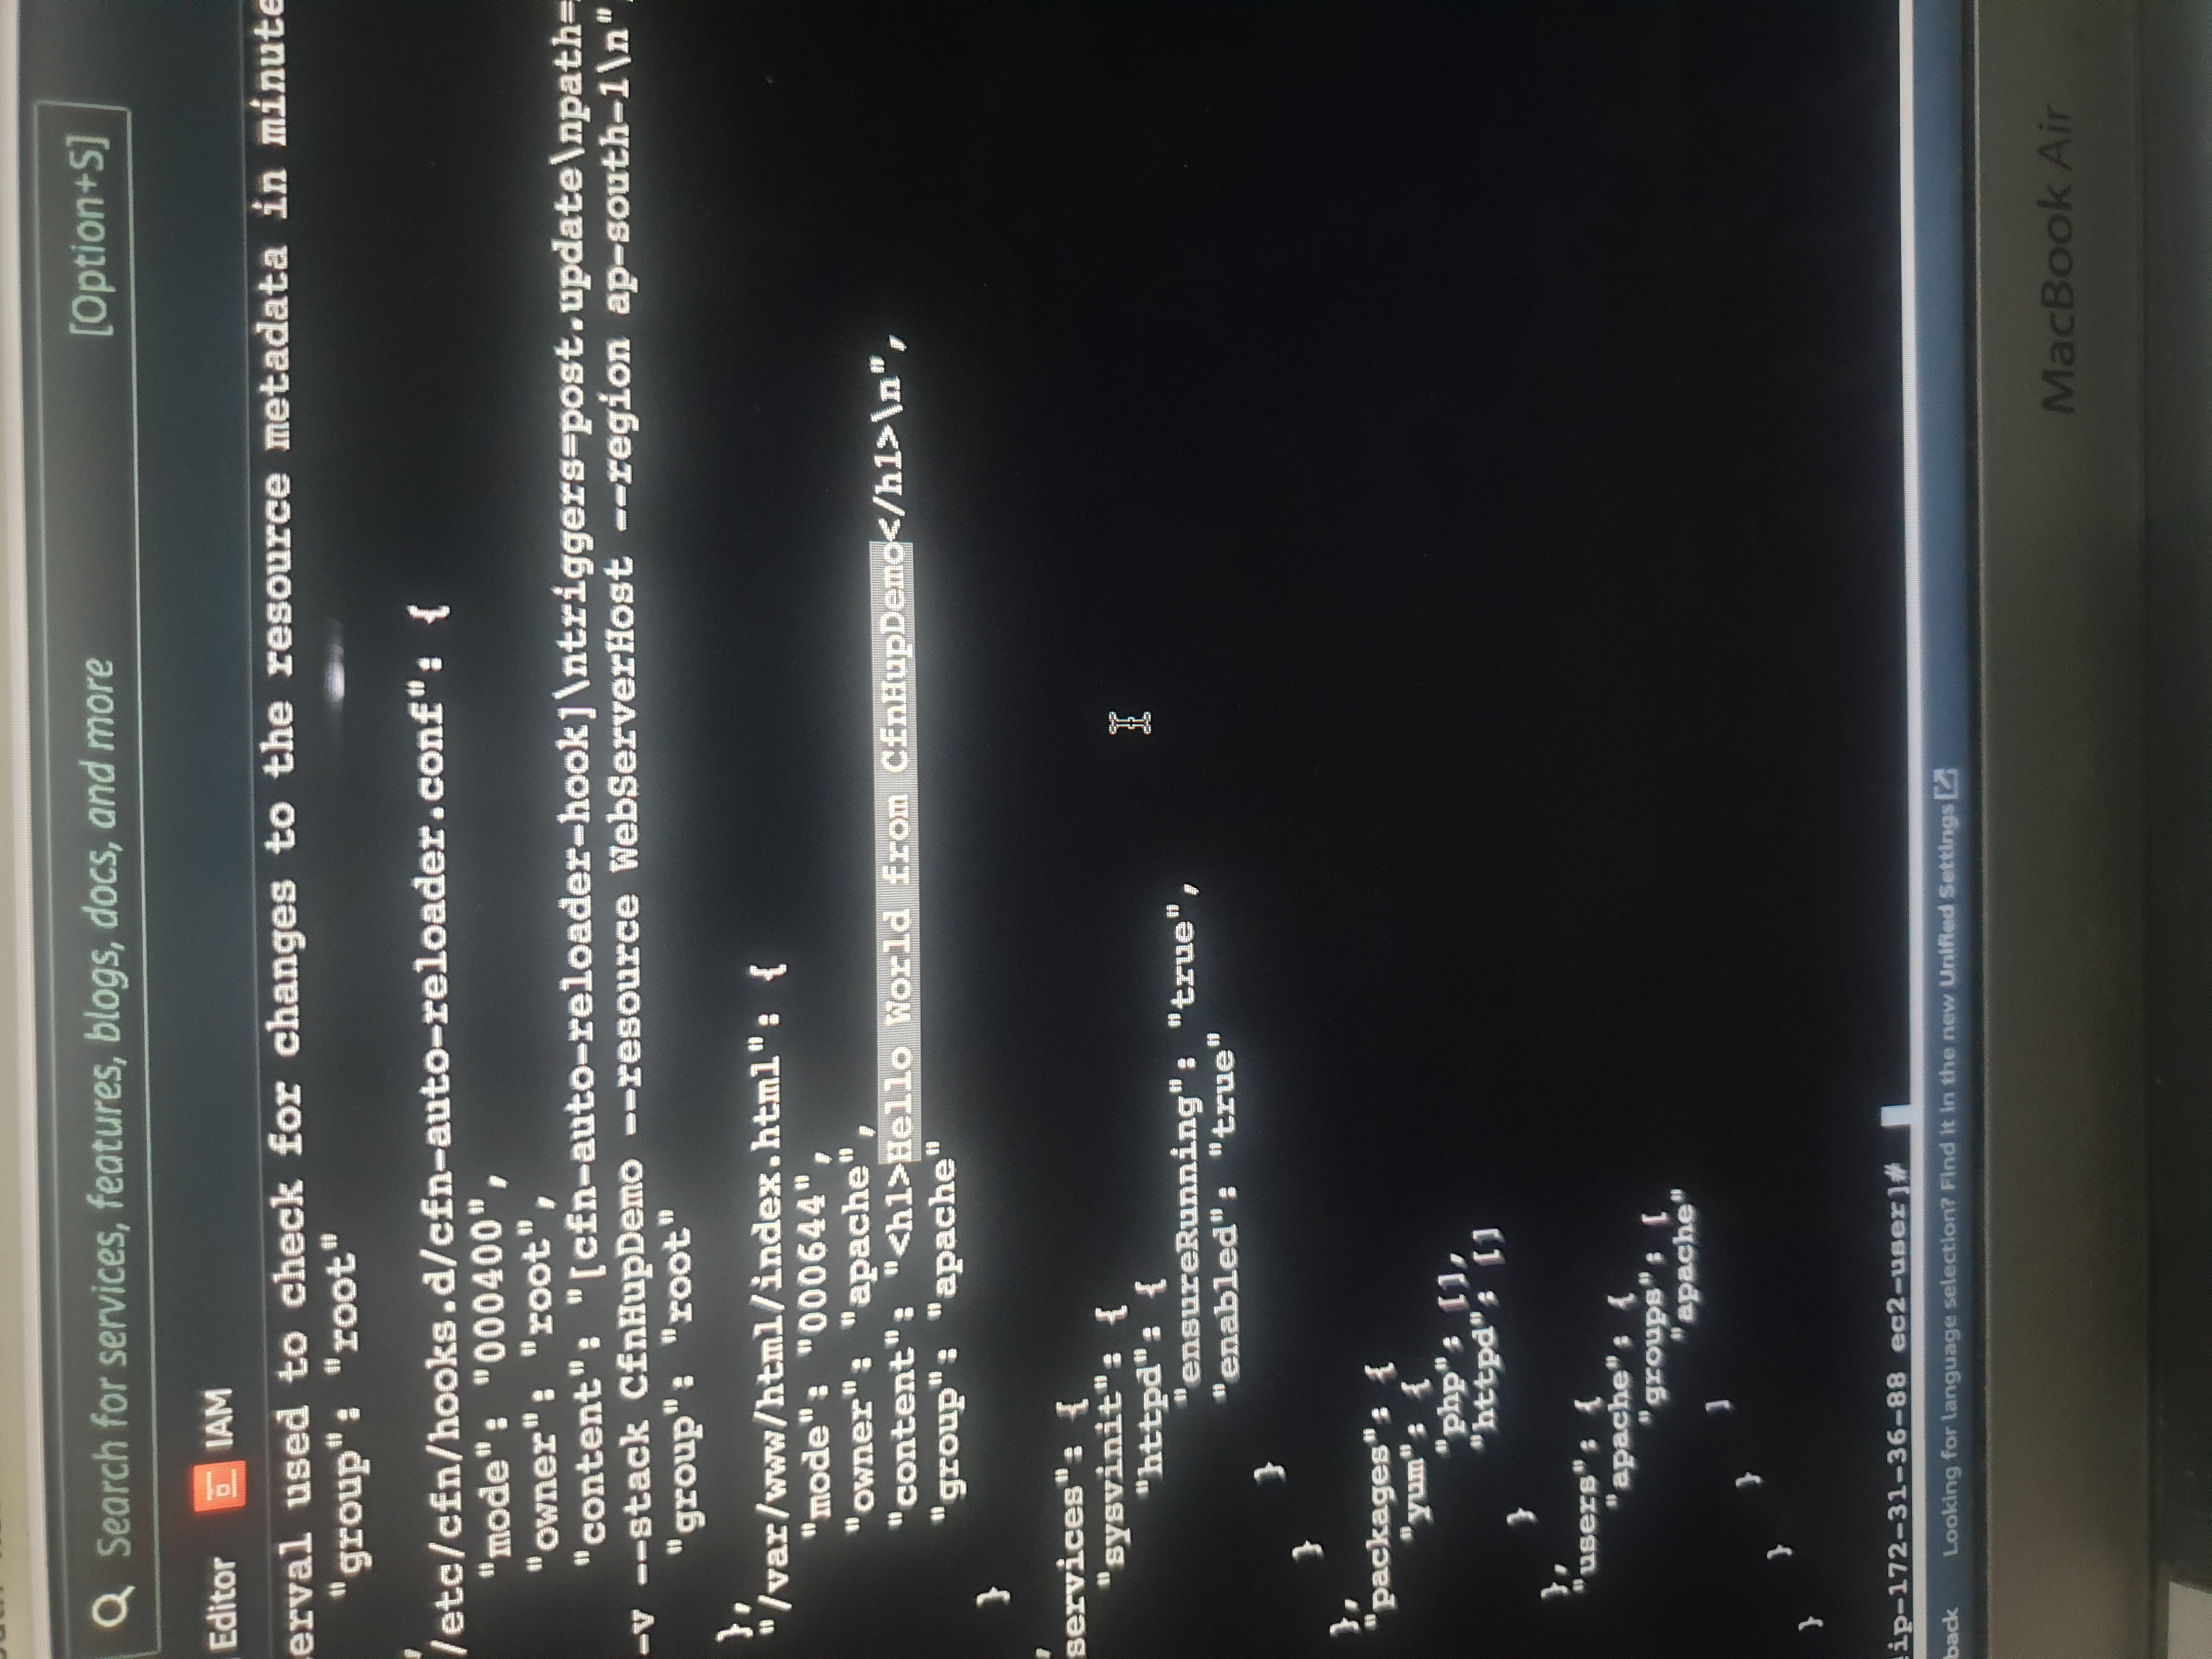 Search for services, features, blogs, docs, and more [Option+S]
Editor IAM
erval used to check for changes to the resource metadata in minute
"group": "root"
,
/etc/cfn/hooks.d/cfn-auto-reloader.conf": {
"mode": "000400",
"owner": "root",
"content": "[cfn-auto-reloader-hook]\ntriggers=post.update\npath=
-v --stack CfnHupDemo --resource WebServerHost --region ap-south-1\n",
"group": "root"
},
"/var/www/html/index.html": {
"mode": "000644",
"owner": "apache",
"content": "<h1>Hello World from CfnHupDemo</h1>\n",
"group": "apache"
}
,
services": {
"sysvinit": {
"httpd": {
"ensureRunning": "true",
"enabled": "true"
}
}
},
"packages": {
"yum": {
"php": [],
"httpd": []
}
},
"users": {
"apache": {
"groups": [
"apache"
]
}
}
}
ip-172-31-36-88 ec2-user]#
back Looking for language selection? Find it in the new Unified Settings
MacBook Air